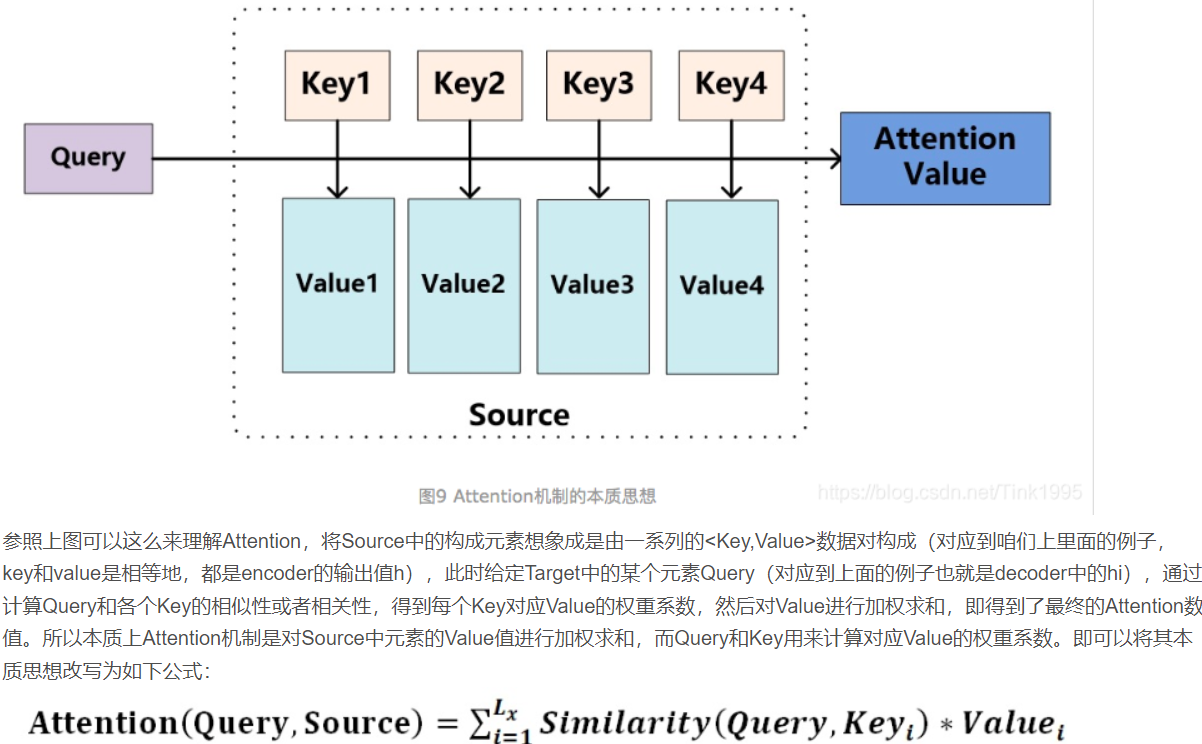 Key1 Key2 Key3 Key4
Query
Attention
Value
Value1 Value2 Value3 Value4
Source
图9 Attention机制的本质思想
https://blog.csdn.net/Tink1995
参照上图可以这么来理解Attention，将Source中的构成元素想象成是由一系列的<Key,Value>数据对构成（对应到咱们上里面的例子，
key和value是相等地，都是encoder的输出值h），此时给定Target中的某个元素Query（对应到上面的例子也就是decoder中的hi），通过
计算Query和各个Key的相似性或者相关性，得到每个Key对应Value的权重系数，然后对Value进行加权求和，即得到了最终的Attention数
值。所以本质上Attention机制是对Source中元素的Value值进行加权求和，而Query和Key用来计算对应Value的权重系数。即可以将其本
质思想改写为如下公式：
Attention(Query,Source) = ∑_{i=1}^{L_x} Similarity(Query,Key_i) * Value_i